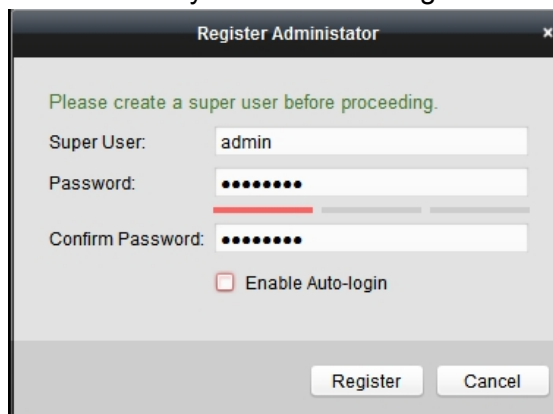 Register Administator
×
Please create a super user before proceeding.
Super User: admin
Password: ●●●●●●●●
Confirm Password: ●●●●●●●●
Enable Auto-login
Register Cancel